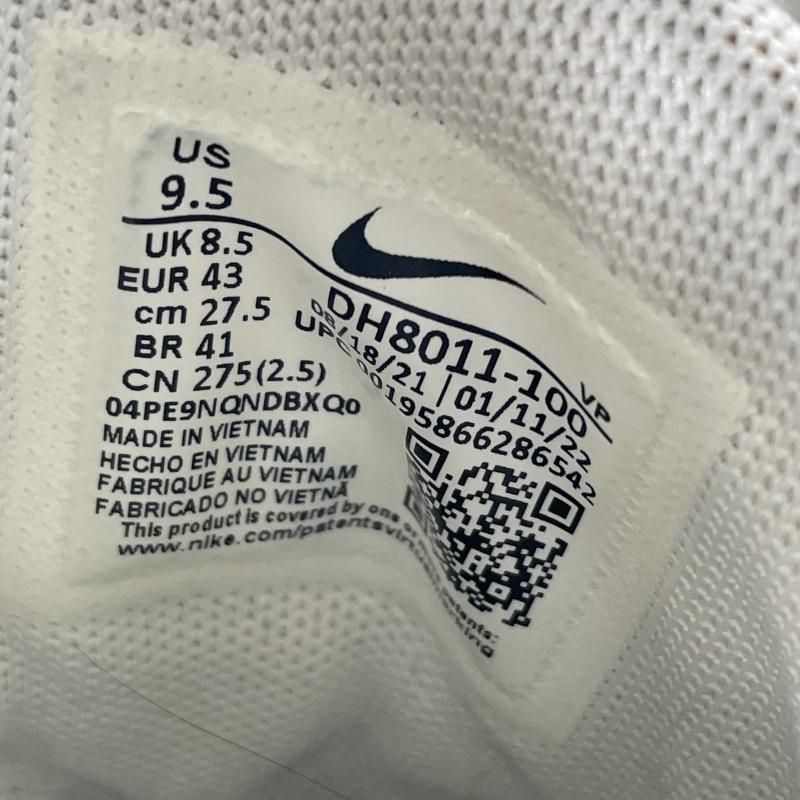 US
9.5
UK 8.5
EUR 43
cm 27.5
BR 41
CN 275(2.5)
04PE9NQNDBXQ0
MADE IN VIETNAM
HECHO EN VIETNAM
FABRIQUE AU VIETNAM
FABRICADO NO VIETNÃ
This product is covered by one or patents:
www.nike.com/patents
DH8011-100
VP
08/18/21 | 01/11/22
UPC 00195866286542